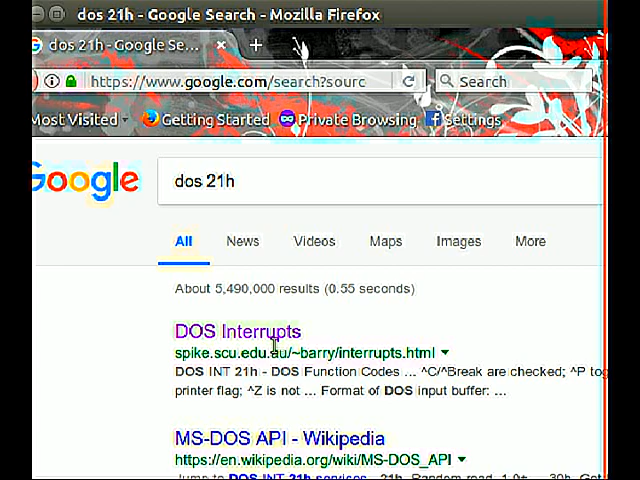 dos 21h - Google Search - Mozilla Firefox
dos 21h - Google Se...
https://www.google.com/search?sourc
Search
Most Visited
Getting Started
Private Browsing
Settings
Google
dos 21h
All
News
Videos
Maps
Images
More
About 5,490,000 results (0.55 seconds)
DOS Interrupts
spike.scu.edu.au/~barry/interrupts.html
DOS INT 21h - DOS Function Codes ... ^C/^Break are checked; ^P tog
printer flag; ^Z is not ... Format of DOS input buffer: ...
MS-DOS API - Wikipedia
https://en.wikipedia.org/wiki/MS-DOS_API
Jump to DOS INT 21h services - 21h, Random read, 1.0+